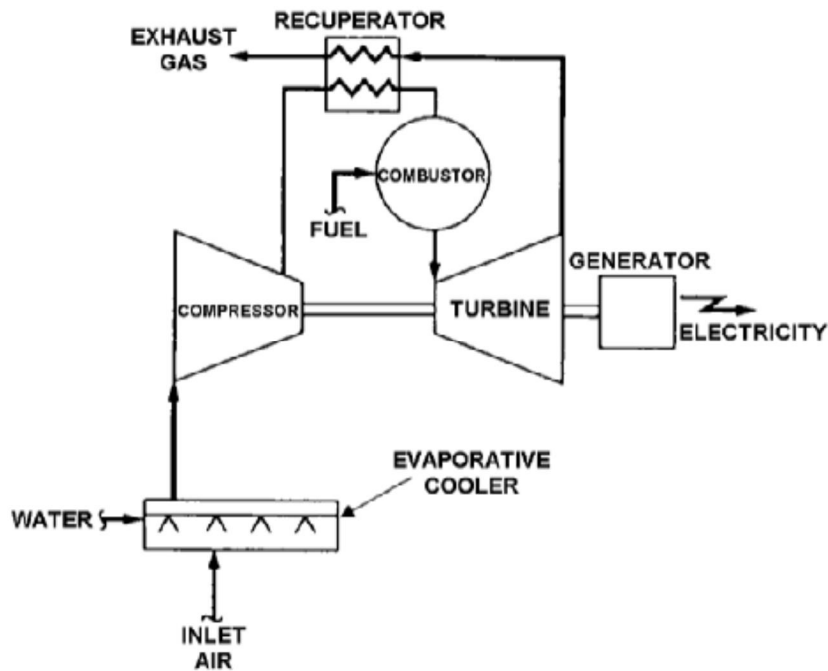 RECUPERATOR
EXHAUST
GAS
COMBUSTOR
FUEL
GENERATOR
COMPRESSOR
TURBINE
ELECTRICITY
EVAPORATIVE
COOLER
WATER
INLET
AIR